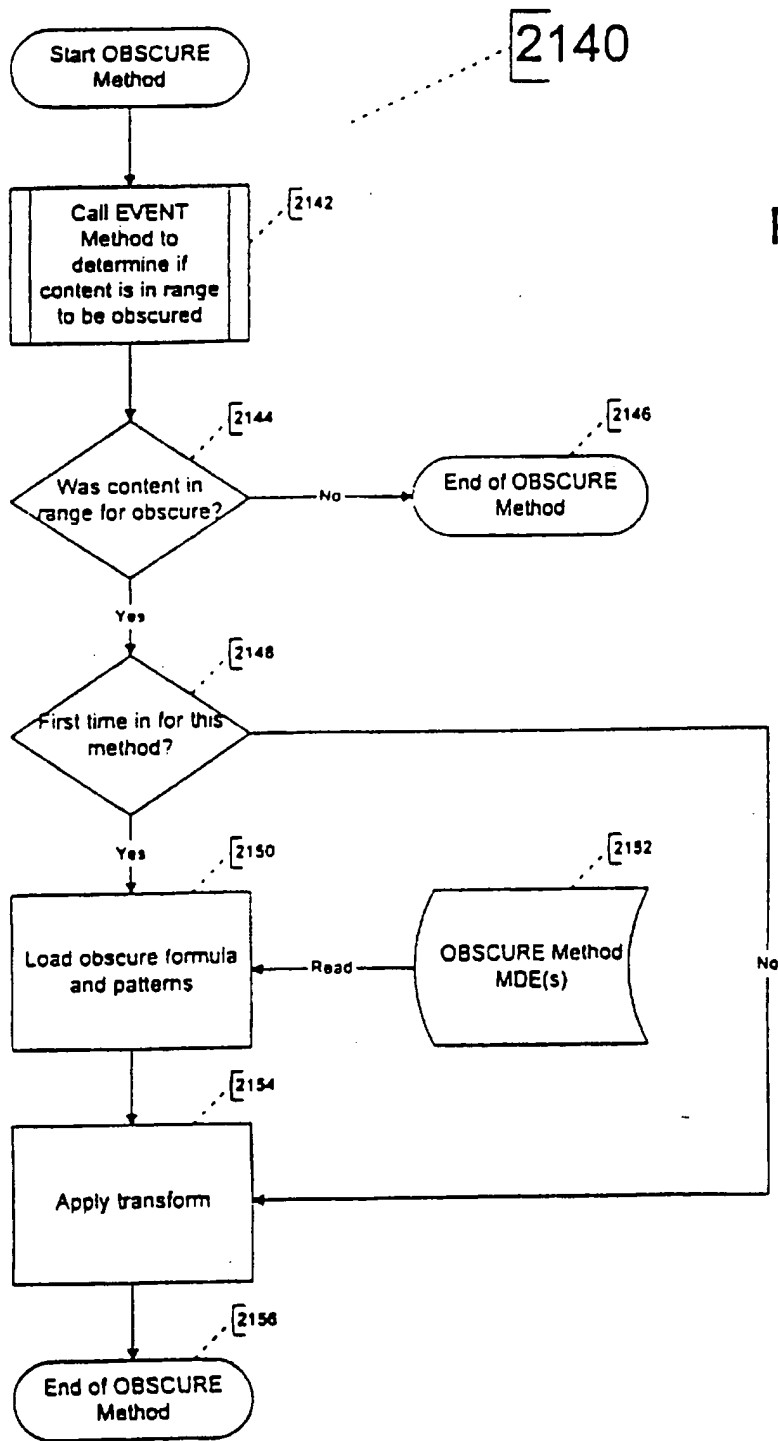 2140
Start OBSCURE
Method
2142
Call EVENT
Method to
determine if
content is in range
to be obscured
2144
Was content in
range for obscure?
No
2146
End of OBSCURE
Method
Yes
2148
First time in for this
method?
No
Yes
2150
Load obscure formula
and patterns
Read
2152
OBSCURE Method
MDE(s)
2154
Apply transform
2156
End of OBSCURE
Method